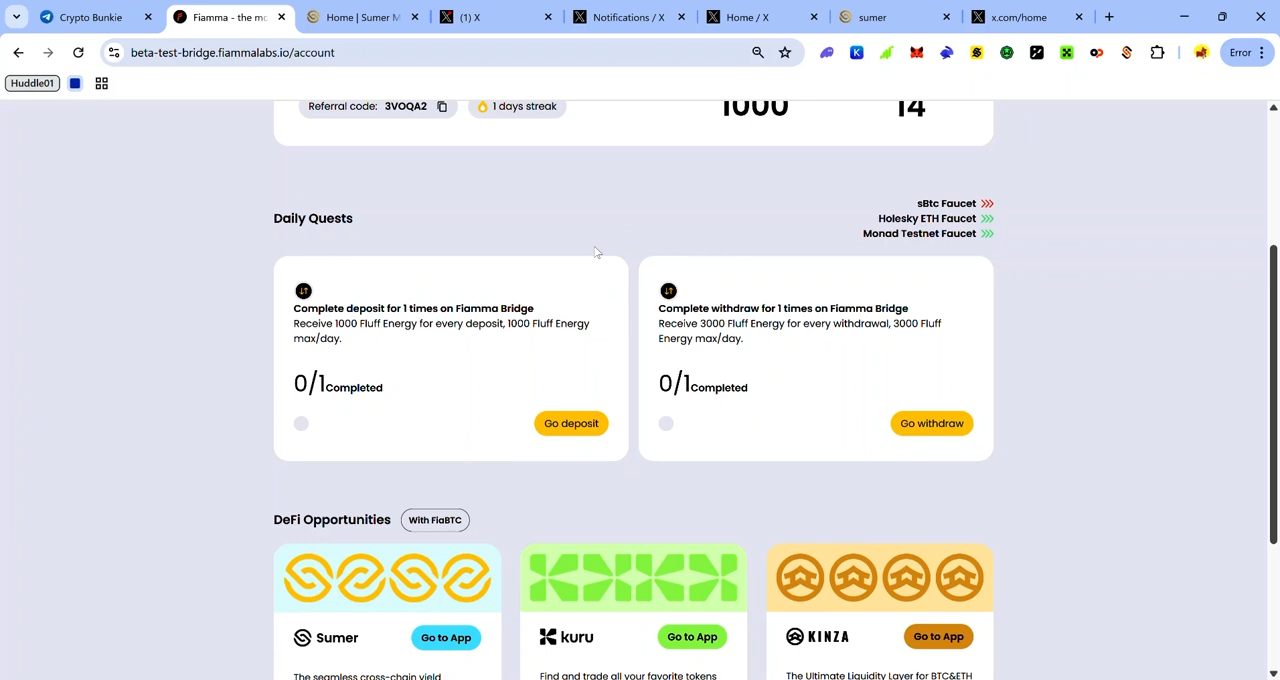 Crypto Bunkie
Fiamma - the mo
Home | Sumer M
(1) X
Notifications / X
Home / X
sumer
x.com/home
beta-test-bridge.fiammalabs.io/account
Error
Huddle01
Referral code: 3VOQA2
1 days streak
1000
14
Daily Quests
sBtc Faucet
Holesky ETH Faucet
Monad Testnet Faucet
Complete deposit for 1 times on Fiamma Bridge
Receive 1000 Fluff Energy for every deposit, 1000 Fluff Energy
max/day.
0/1 Completed
Go deposit
Complete withdraw for 1 times on Fiamma Bridge
Receive 3000 Fluff Energy for every withdrawal, 3000 Fluff
Energy max/day.
0/1 Completed
Go withdraw
DeFi Opportunities
With FiaBTC
Sumer
Go to App
The seamless cross-chain yield
kuru
Go to App
Find and trade all your favorite tokens
KINZA
Go to App
The Ultimate Liquidity Layer for BTC&ETH